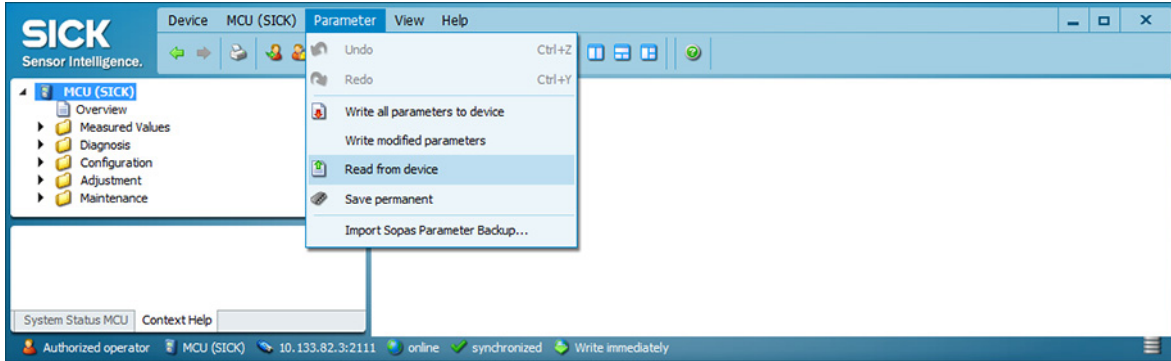 SICK
Sensor Intelligence.
Device MCU (SICK) Parameter View Help
Undo Ctrl+Z
Redo Ctrl+Y
Write all parameters to device
Write modified parameters
Read from device
Save permanent
Import Sopas Parameter Backup...
MCU (SICK)
Overview
Measured Values
Diagnosis
Configuration
Adjustment
Maintenance
System Status MCU Context Help
Authorized operator MCU (SICK) 10.133.82.3:2111 online synchronized Write immediately